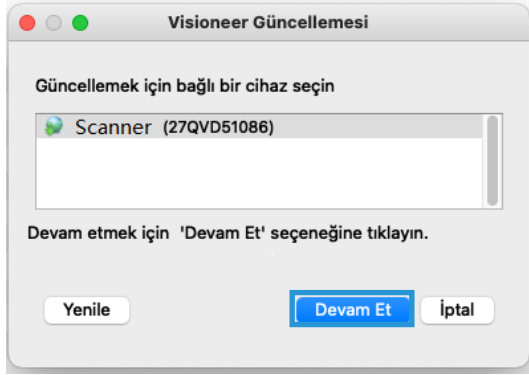 Visioneer Güncellemesi
Güncellemek için bağlı bir cihaz seçin
Scanner (27QVD51086)
Devam etmek için 'Devam Et' seçeneğine tıklayın.
Yenile Devam Et İptal